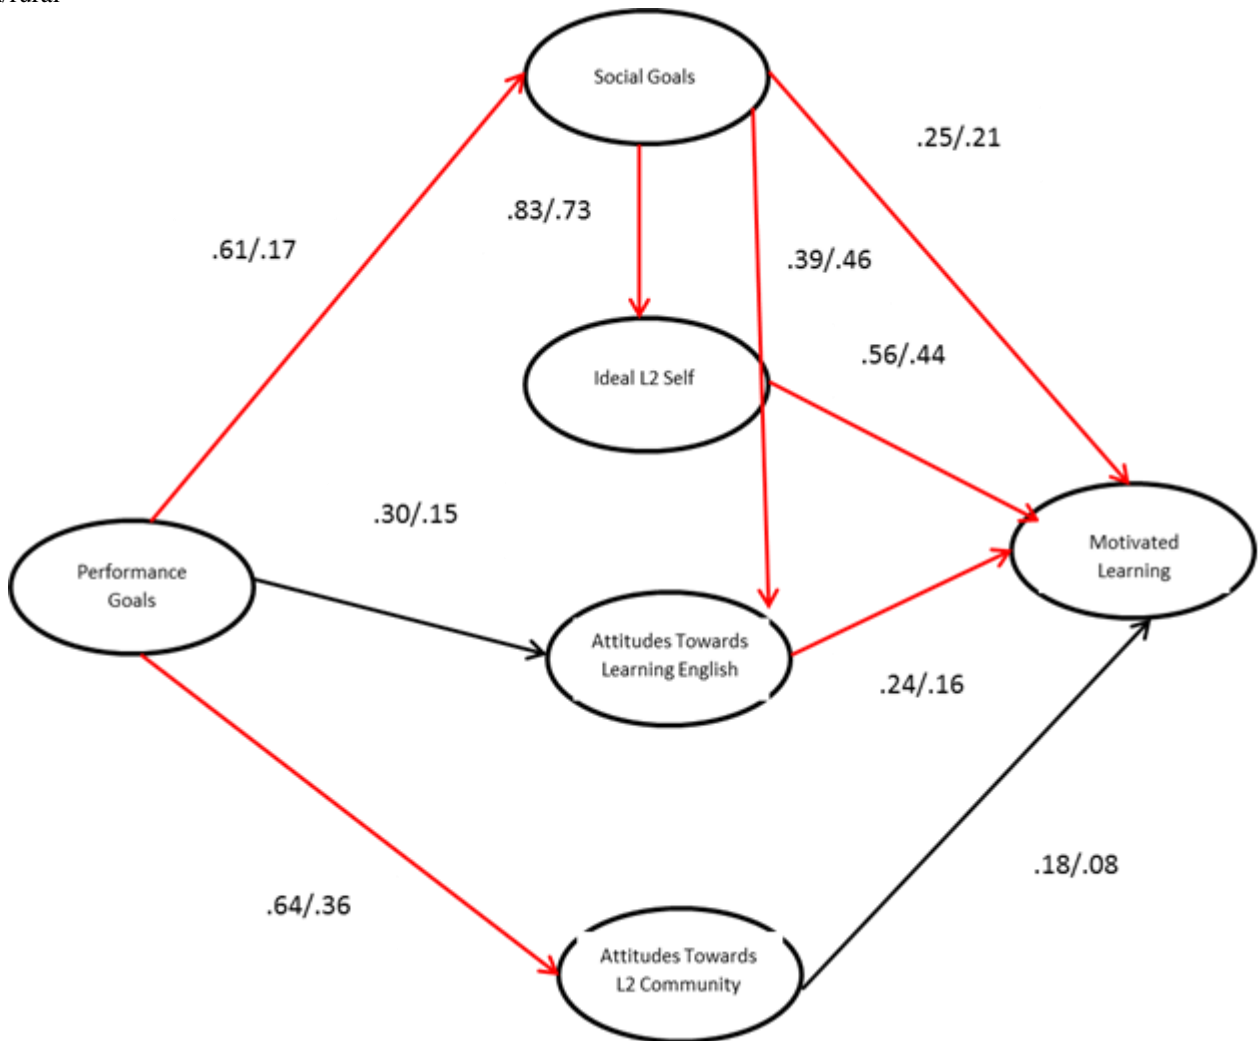 Social Goals
.25/.21
.83/.73
.61/.17
.39/.46
.56/.44
Ideal L2 Self
.30/.15
Motivated
Learning
Performance
Goals
Attitudes Towards
Learning English
.24/.16
.18/.08
.64/.36
Attitudes Towards
L2 Community